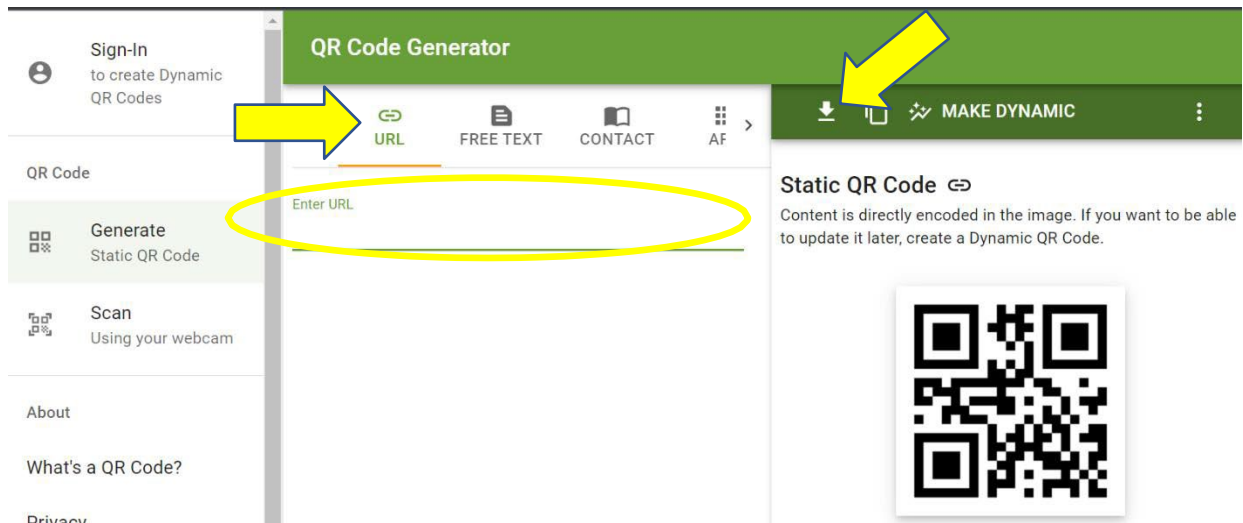 Sign-In
to create Dynamic
QR Codes
QR Code
Generate
Static QR Code
Scan
Using your webcam
About
What's a QR Code?
Privacy
QR Code Generator
URL
FREE TEXT
CONTACT
Enter URL
MAKE DYNAMIC
Static QR Code
Content is directly encoded in the image. If you want to be able
to update it later, create a Dynamic QR Code.